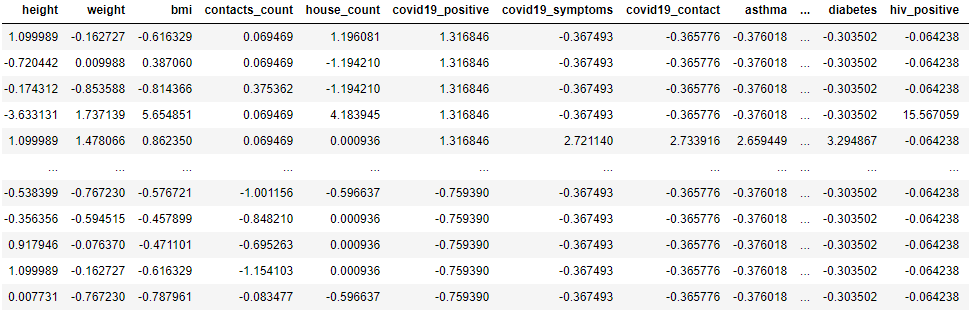 height weight bmi contacts_count house_count covid19_positive covid19_symptoms covid19_contact asthma ... diabetes hiv_positive
1.099989 -0.162727 -0.616329 0.069469 1.196081 1.316846 -0.367493 -0.365776 -0.376018 ... -0.303502 -0.064238
-0.720442 0.009988 0.387060 0.069469 -1.194210 1.316846 -0.367493 -0.365776 -0.376018 ... -0.303502 -0.064238
-0.174312 -0.853588 -0.814366 0.375362 -1.194210 1.316846 -0.367493 -0.365776 -0.376018 ... -0.303502 -0.064238
-3.633131 1.737139 5.654851 0.069469 4.183945 1.316846 -0.367493 -0.365776 -0.376018 ... -0.303502 15.567059
1.099989 1.478066 0.862350 0.069469 0.000936 1.316846 2.721140 2.733916 2.659449 ... 3.294867 -0.064238
... ... ... ... ... ... ... ... ... ... ... ...
-0.538399 -0.767230 -0.576721 -1.001156 -0.596637 -0.759390 -0.367493 -0.365776 -0.376018 ... -0.303502 -0.064238
-0.356356 -0.594515 -0.457899 -0.848210 0.000936 -0.759390 -0.367493 -0.365776 -0.376018 ... -0.303502 -0.064238
0.917946 -0.076370 -0.471101 -0.695263 0.000936 -0.759390 -0.367493 -0.365776 -0.376018 ... -0.303502 -0.064238
1.099989 -0.162727 -0.616329 -1.154103 0.000936 -0.759390 -0.367493 -0.365776 -0.376018 ... -0.303502 -0.064238
0.007731 -0.767230 -0.787961 -0.083477 -0.596637 -0.759390 -0.367493 -0.365776 -0.376018 ... -0.303502 -0.064238